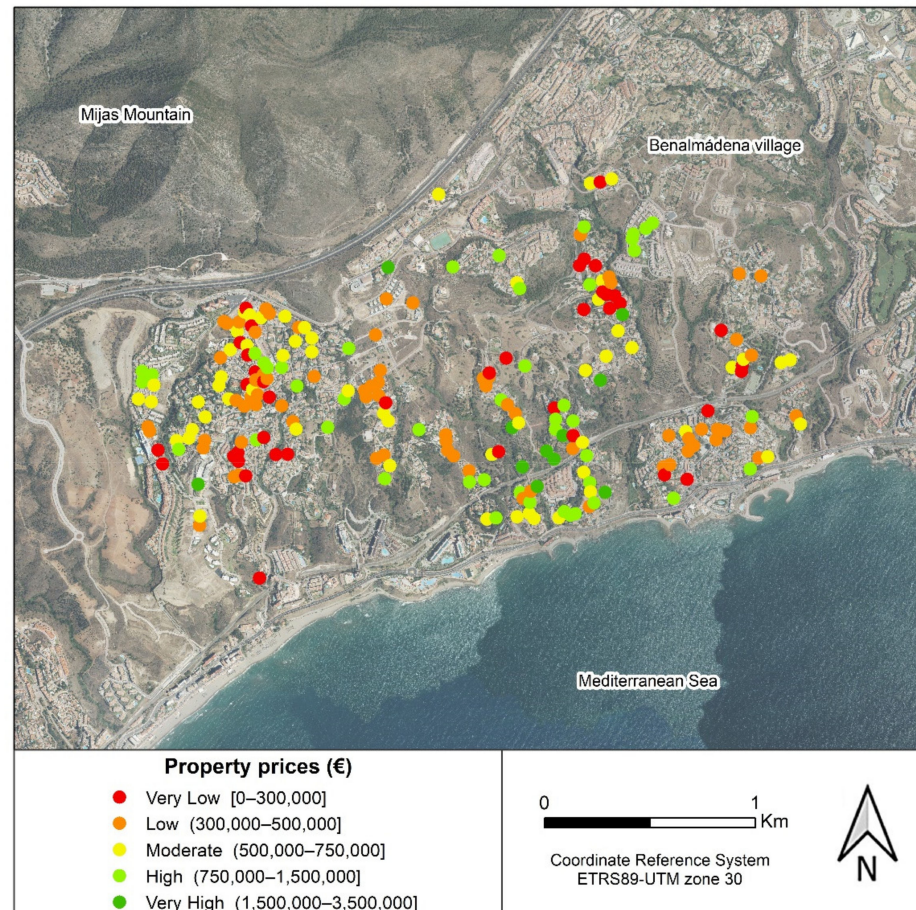 Mijas Mountain
Benalmádena village
Mediterranean Sea
Property prices (€)
Very Low [0–300,000]
Low (300,000–500,000]
Moderate (500,000–750,000]
High (750,000–1,500,000]
Very High (1,500,000–3,500,000]
0 1
Km
Coordinate Reference System
ETRS89-UTM zone 30
N